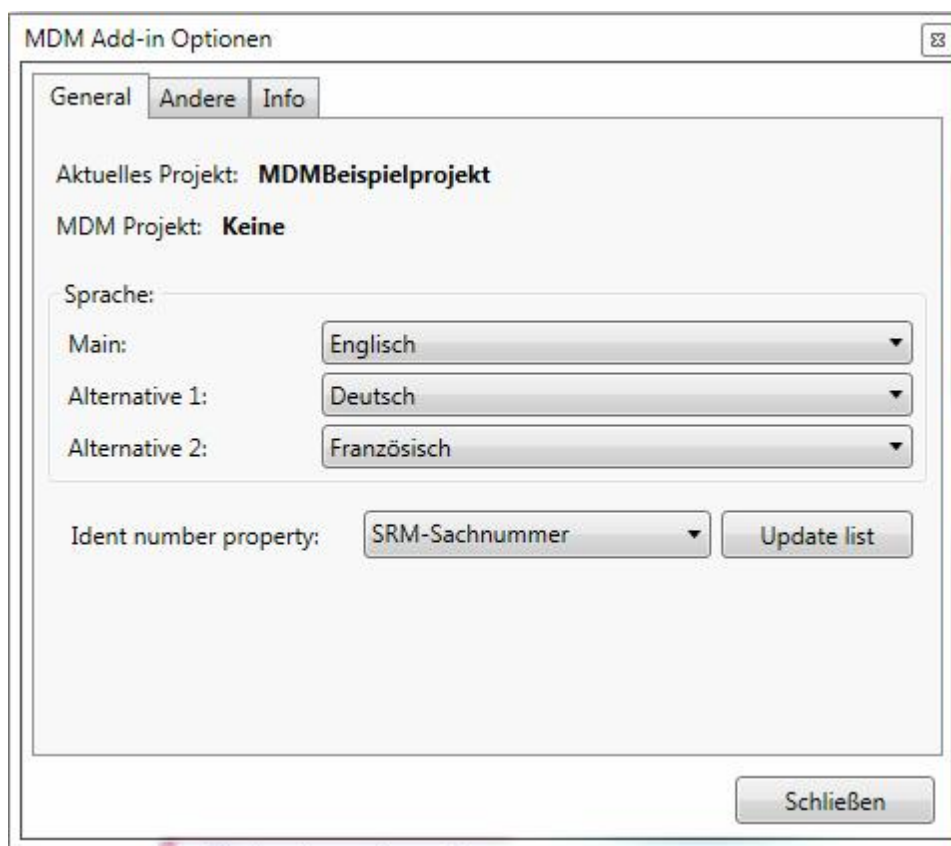 MDM Add-in Optionen
General Andere Info
Aktuelles Projekt: MDMBeispielprojekt
MDM Projekt: Keine
Sprache:
Main: Englisch
Alternative 1: Deutsch
Alternative 2: Französisch
Ident number property: SRM-Sachnummer Update list
Schließen